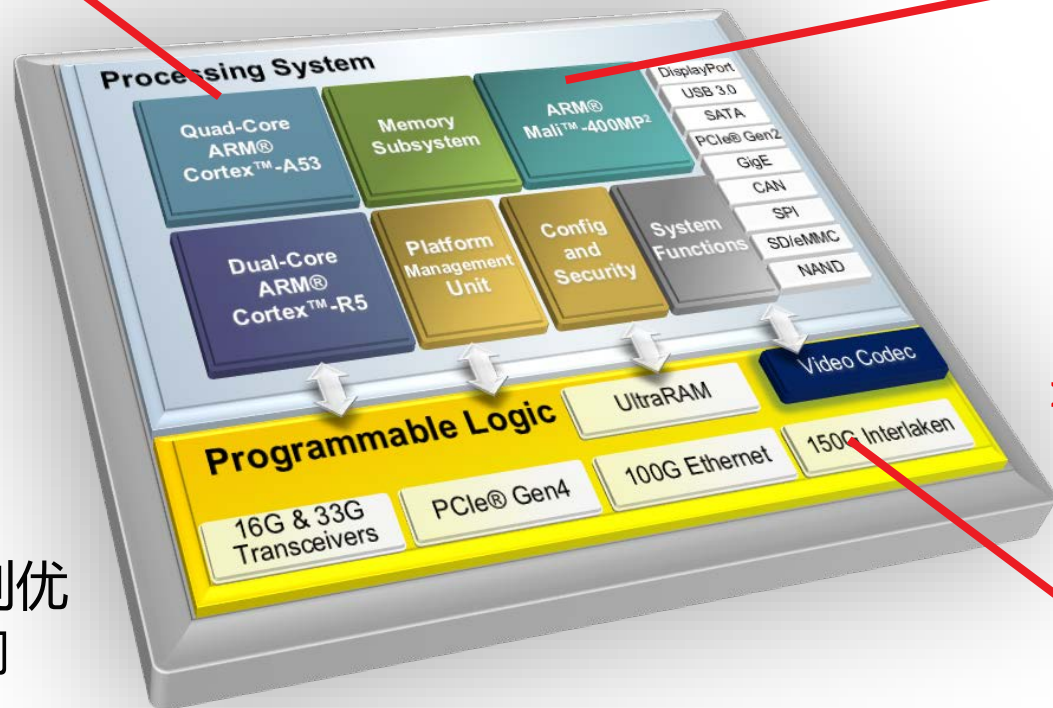 Processing System
Quad-Core
ARM®
Cortex™-A53
Memory
Subsystem
ARM®
Mali™-400MP²
DisplayPort
USB 3.0
SATA
PCIe® Gen2
GigE
CAN
SPI
SD/eMMC
NAND
Dual-Core
ARM®
Cortex™-R5
Platform
Management
Unit
Config
and
Security
System
Functions
Programmable Logic
UltraRAM
Video Codec
16G & 33G
Transceivers
PCIe® Gen4
100G Ethernet
150G Interlaken
优